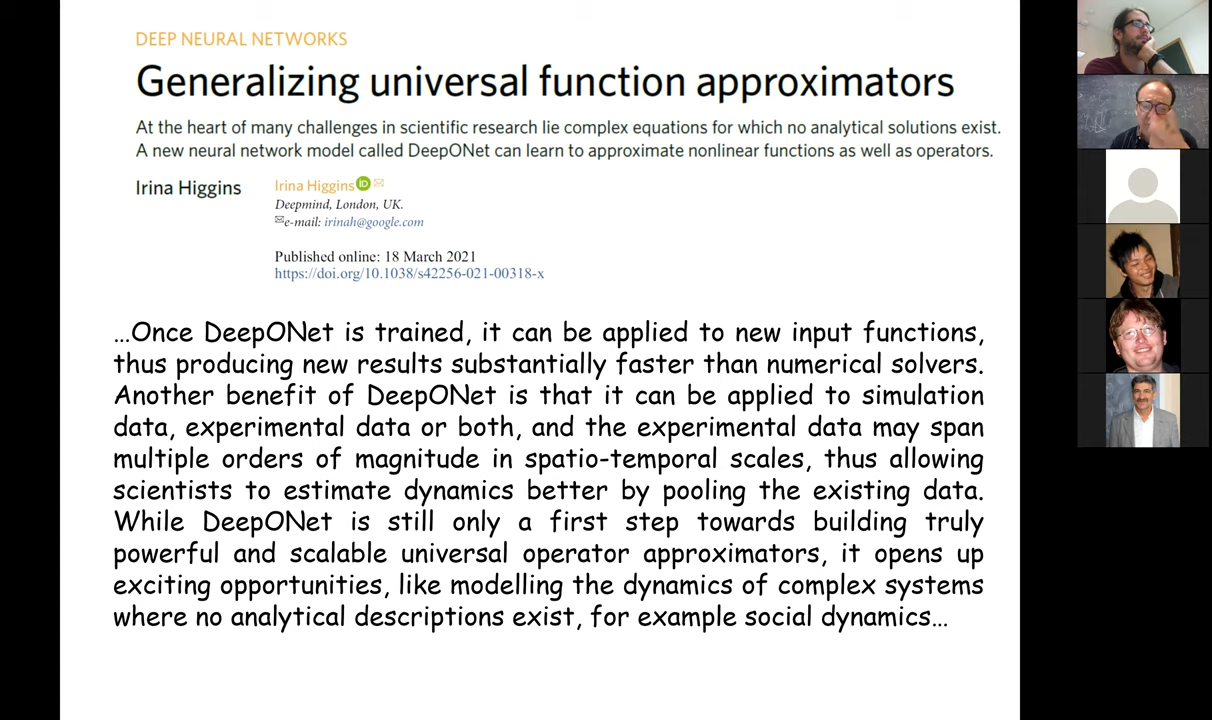 DEEP NEURAL NETWORKS
Generalizing universal function approximators
At the heart of many challenges in scientific research lie complex equations for which no analytical solutions exist.
A new neural network model called DeepONet can learn to approximate nonlinear functions as well as operators.
Irina Higgins
Irina Higgins iD
Deepmind, London, UK.
e-mail: irinah@google.com
Published online: 18 March 2021
https://doi.org/10.1038/s42256-021-00318-x
…Once DeepONet is trained, it can be applied to new input functions,
thus producing new results substantially faster than numerical solvers.
Another benefit of DeepONet is that it can be applied to simulation
data, experimental data or both, and the experimental data may span
multiple orders of magnitude in spatio-temporal scales, thus allowing
scientists to estimate dynamics better by pooling the existing data.
While DeepONet is still only a first step towards building truly
powerful and scalable universal operator approximators, it opens up
exciting opportunities, like modelling the dynamics of complex systems
where no analytical descriptions exist, for example social dynamics…